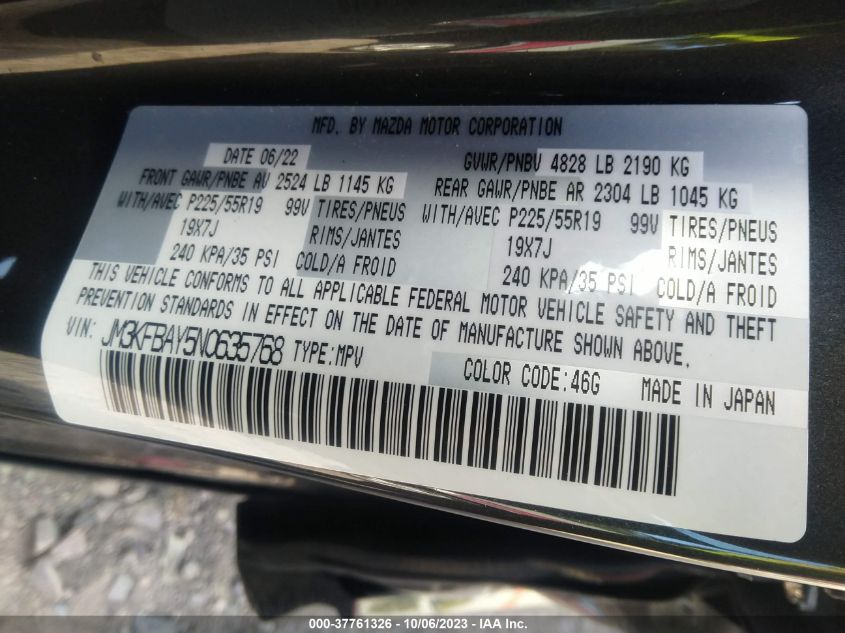 MFD. BY MAZDA MOTOR CORPORATION
DATE 06/22 GVWR/PNBV 4828 LB 2190 KG
FRONT GAWR/PNBE AV 2524 LB 1145 KG REAR GAWR/PNBE AR 2304 LB 1045 KG
WITH/AVEC P225/55R19 99V TIRES/PNEUS WITH/AVEC P225/55R19 99V TIRES/PNEUS
19X7J RIMS/JANTES 19X7J RIMS/JANTES
240 KPA/35 PSI COLD/A FROID 240 KPA/35 PSI COLD/A FROID
THIS VEHICLE CONFORMS TO ALL APPLICABLE FEDERAL MOTOR VEHICLE SAFETY AND THEFT
PREVENTION STANDARDS IN EFFECT ON THE DATE OF MANUFACTURE SHOWN ABOVE.
VIN: JM3KFBAY5N0635768 TYPE:MPV
COLOR CODE:46G MADE IN JAPAN
000-37761326 - 10/06/2023 - IAA Inc.